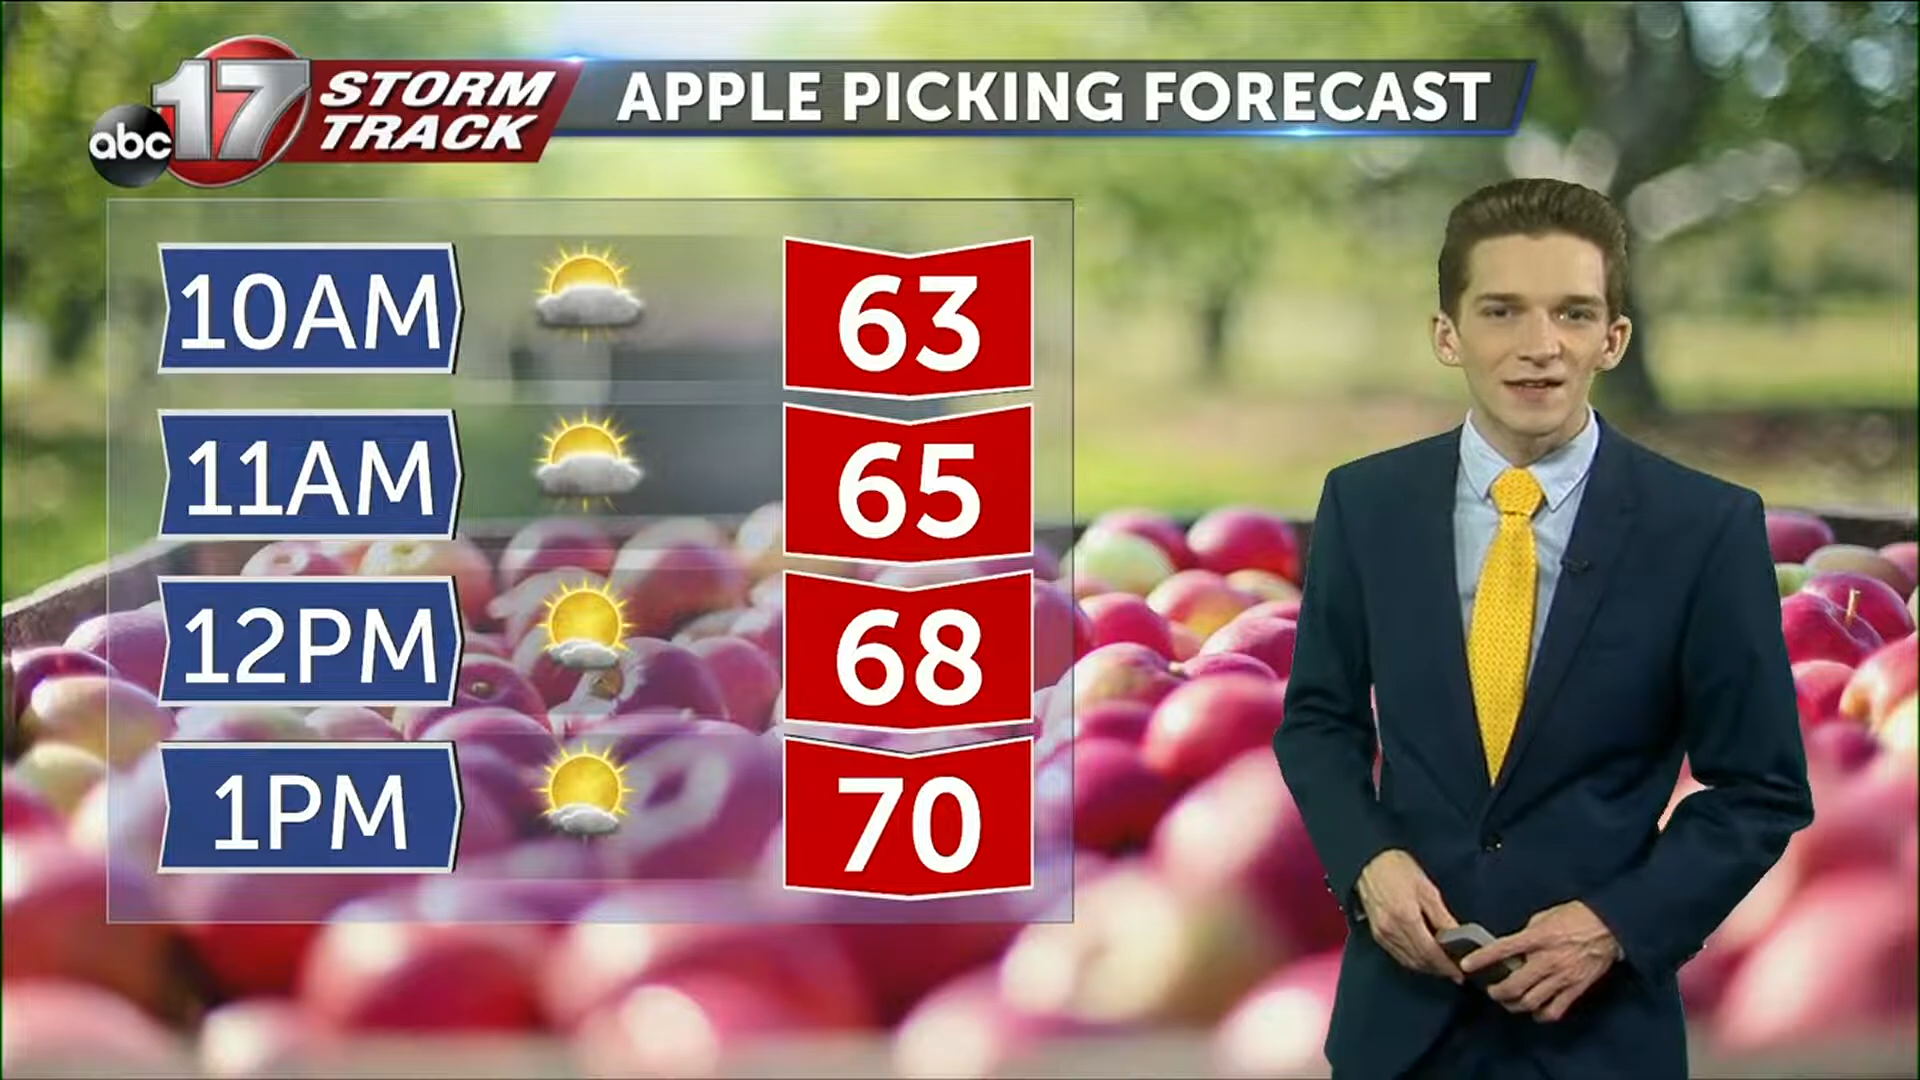 abc 17 STORM TRACK
APPLE PICKING FORECAST
10AM 63
11AM 65
12PM 68
1PM 70